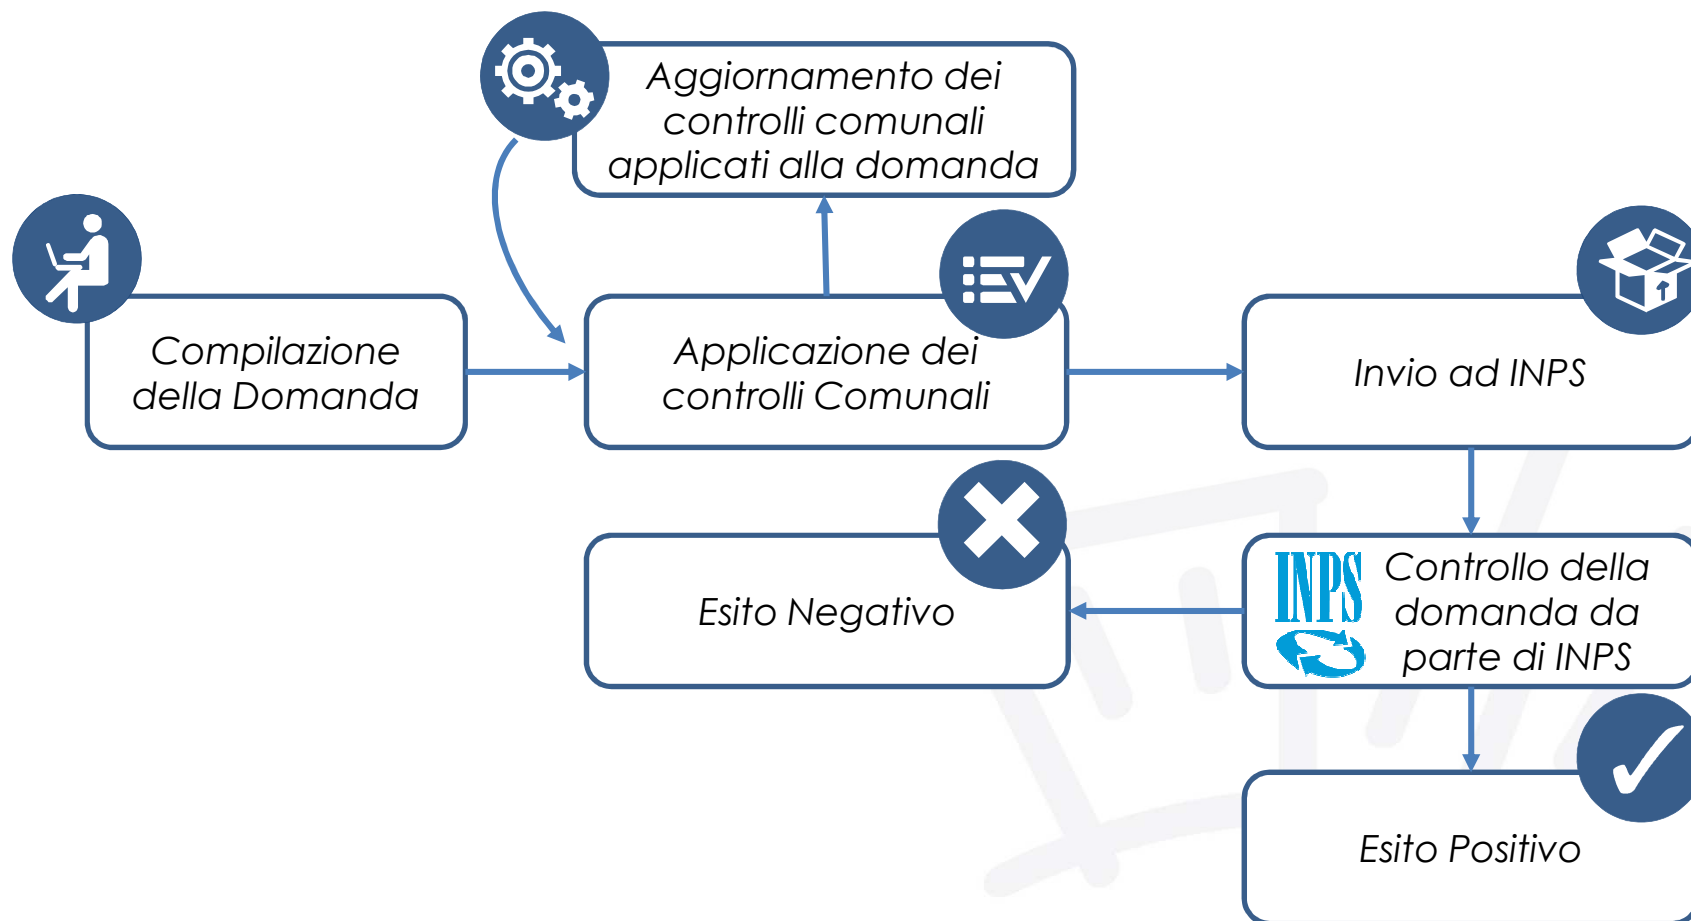 Aggiornamento dei
controlli comunali
applicati alla domanda
Compilazione
della Domanda
Applicazione dei
controlli Comunali
Invio ad INPS
Esito Negativo
INPS
Controllo della
domanda da
parte di INPS
Esito Positivo